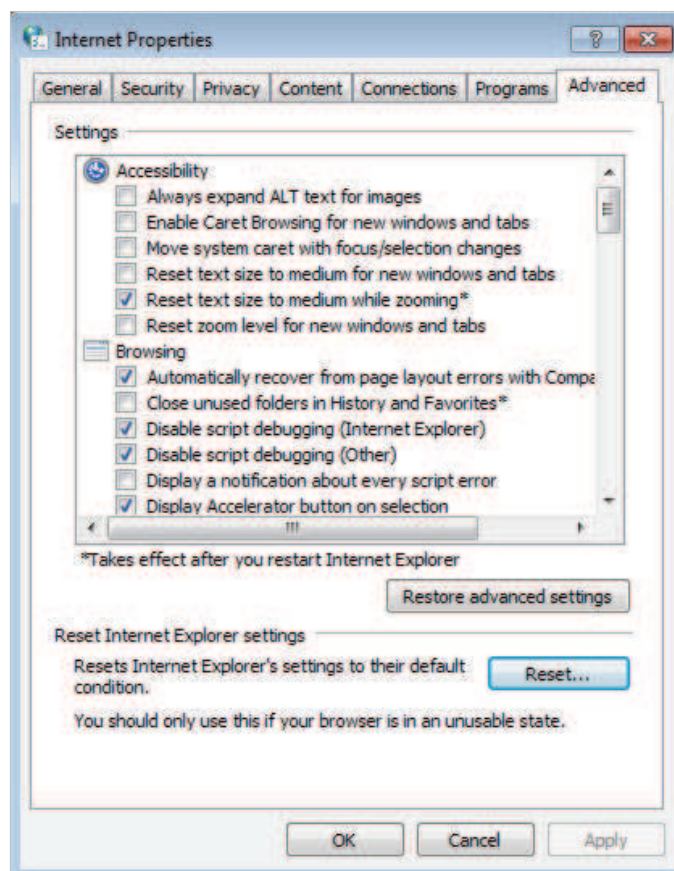 Internet Properties
General Security Privacy Content Connections Programs Advanced
Settings
Accessibility
Always expand ALT text for images
Enable Caret Browsing for new windows and tabs
Move system caret with focus/selection changes
Reset text size to medium for new windows and tabs
Reset text size to medium while zooming*
Reset zoom level for new windows and tabs
Browsing
Automatically recover from page layout errors with Compa
Close unused folders in History and Favorites*
Disable script debugging (Internet Explorer)
Disable script debugging (Other)
Display a notification about every script error
Display Accelerator button on selection
*Takes effect after you restart Internet Explorer
Restore advanced settings
Reset Internet Explorer settings
Resets Internet Explorer's settings to their default
condition.
Reset...
You should only use this if your browser is in an unusable state.
OK Cancel Apply